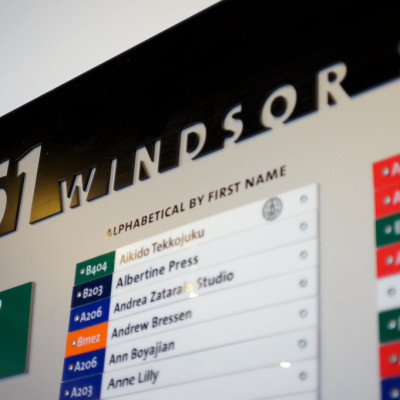 51 WINDSOR
ALPHABETICAL BY FIRST NAME
B404 Aikido Tekkojuku
B203 Albertine Press
A206 Andrea Zatarain Studio
Bmez Andrew Bressen
A206 Ann Boyajian
A203 Anne Lilly